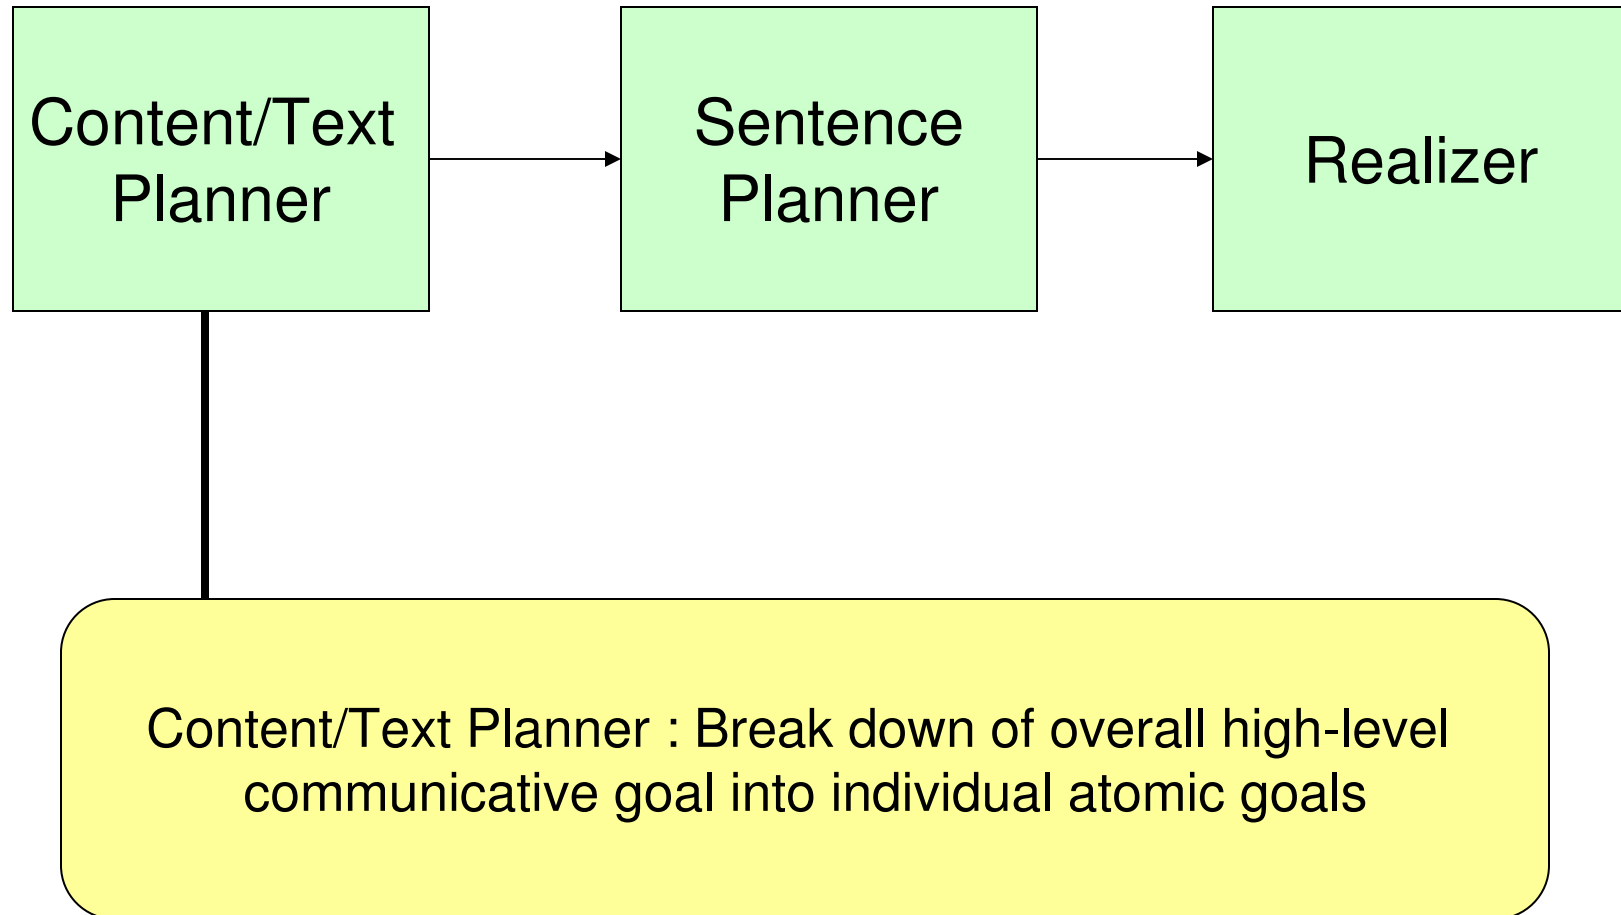 Content/Text
Planner
Sentence
Planner
Realizer
Content/Text Planner : Break down of overall high-level
communicative goal into individual atomic goals